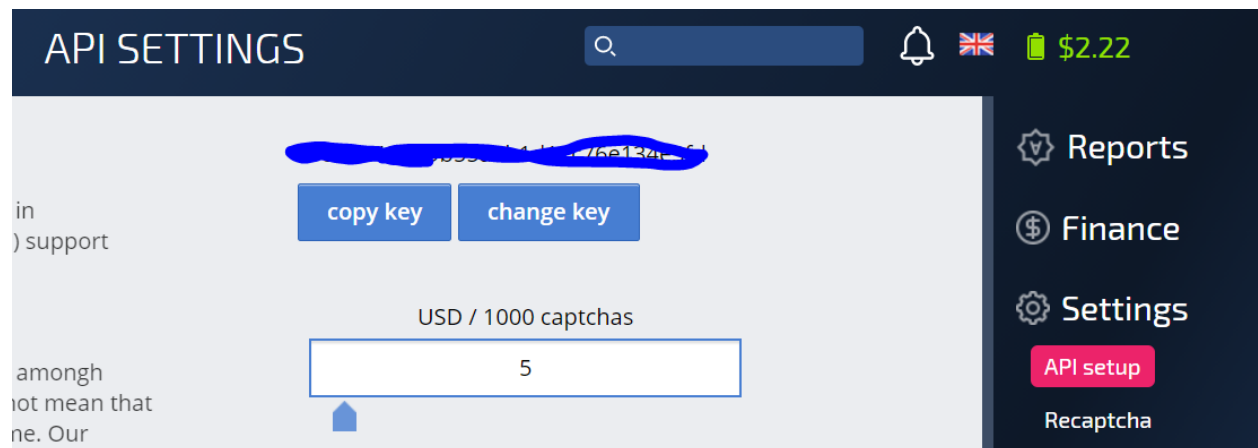 API SETTINGS
$2.22
copy key
change key
in
) support
USD / 1000 captchas
5
amongh
not mean that
Our
Reports
Finance
Settings
API setup
Recaptcha